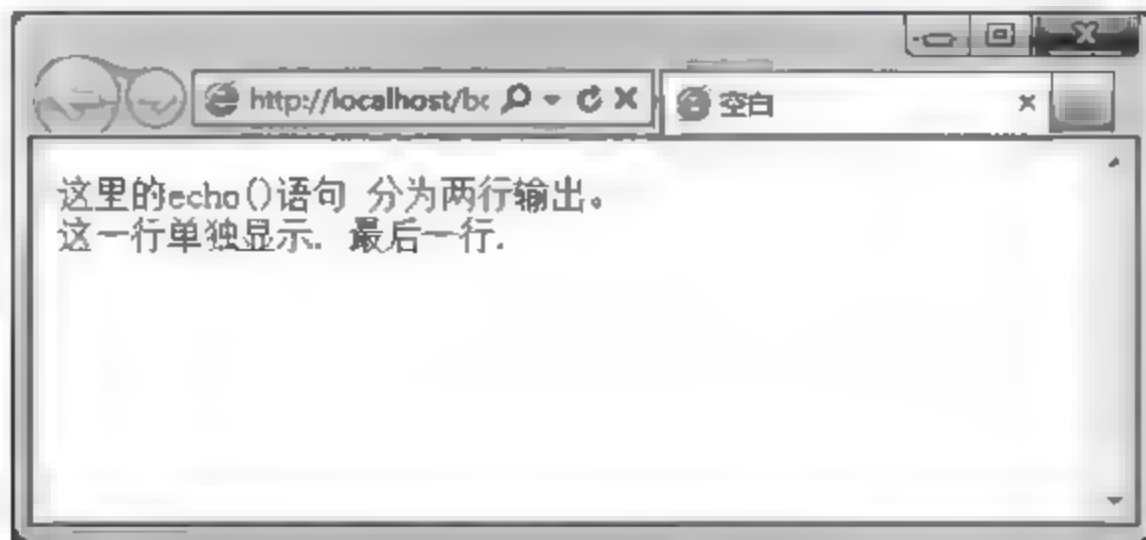 http://localhost/bc
空白
这里的echo()语句 分为两行输出。
这一行单独显示. 最后一行.